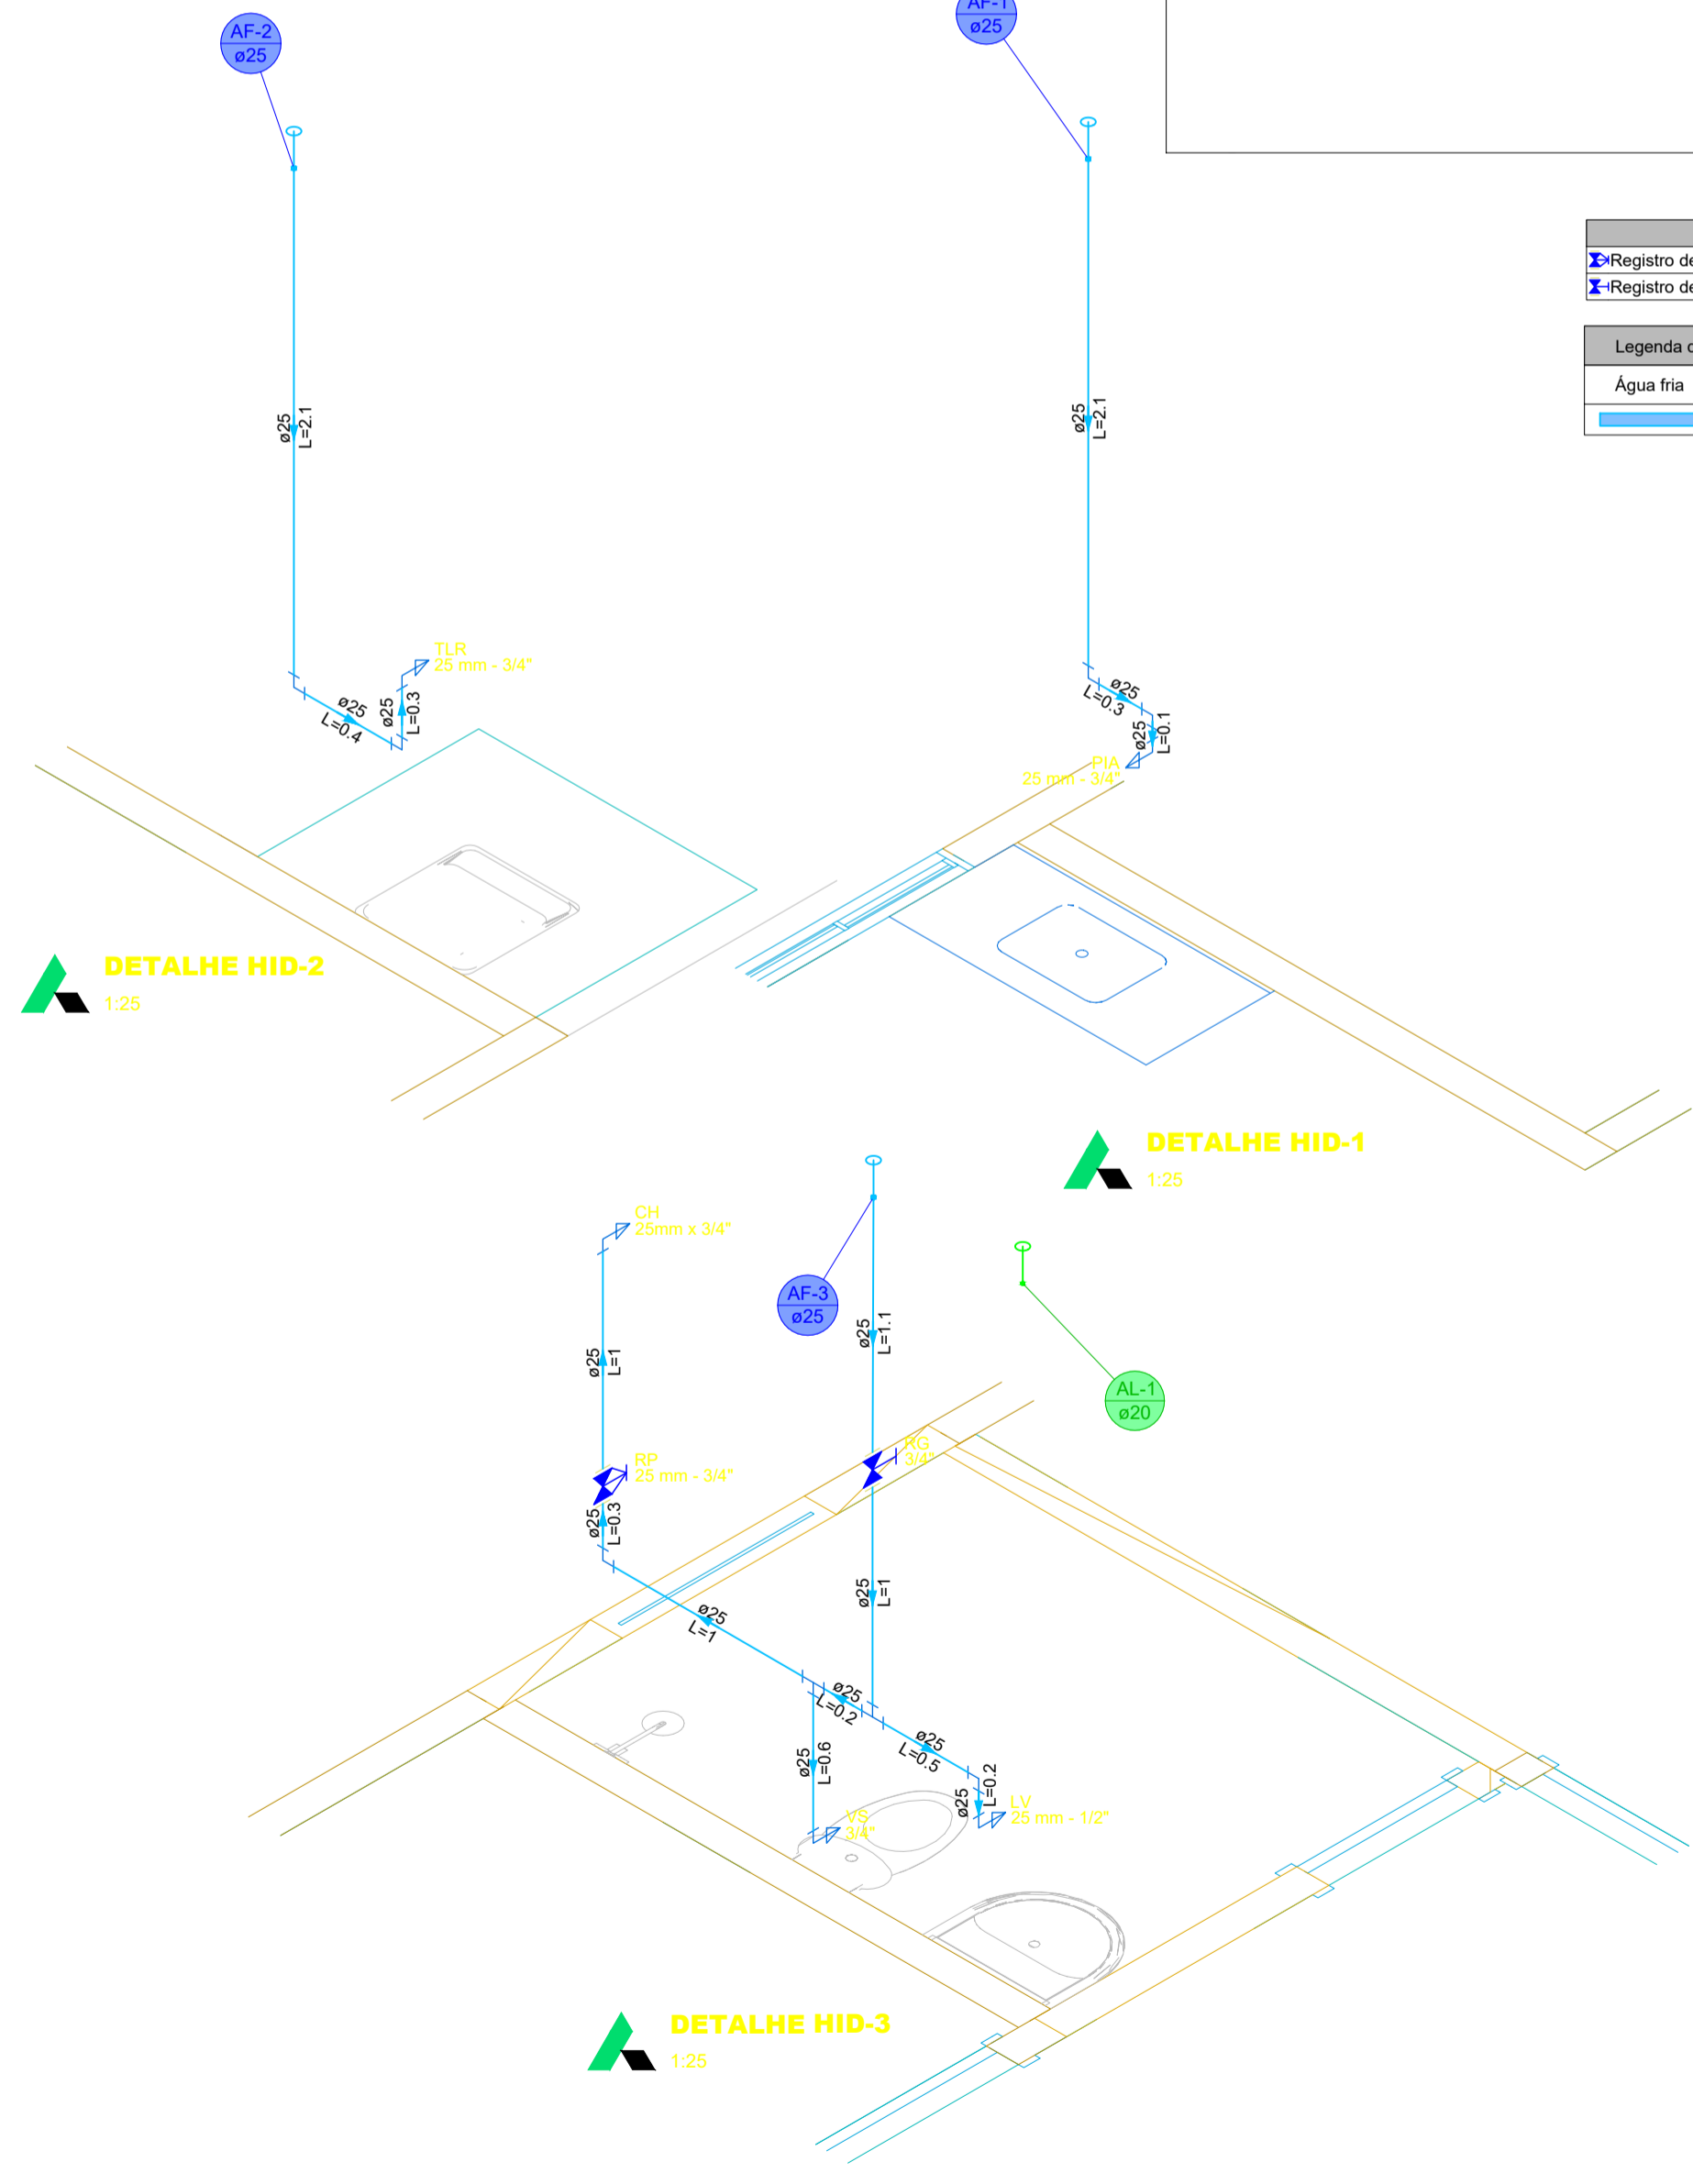 AF-2
ø25
AF-1
ø25
Registro de
Registro de
Legenda
Água fria
ø25
L=2.1
ø25
L=2.1
TLR
25 mm - 3/4"
ø25
L=0.4
ø25
L=0.3
ø25
L=0.3
ø25
L=0.1
PIA
25 mm - 3/4"
DETALHE HID-2
1:25
DETALHE HID-1
1:25
CH
25mm x 3/4"
AF-3
ø25
ø25
L=1.1
ø25
L=1
AL-1
ø20
RG
3/4"
RP
25 mm - 3/4"
ø25
L=0.3
ø25
L=1
ø25
L=1
ø25
L=0.2
ø25
L=0.5
ø25
L=0.6
ø25
L=0.2
LV
25 mm - 1/2"
VS
3/4"
DETALHE HID-3
1:25